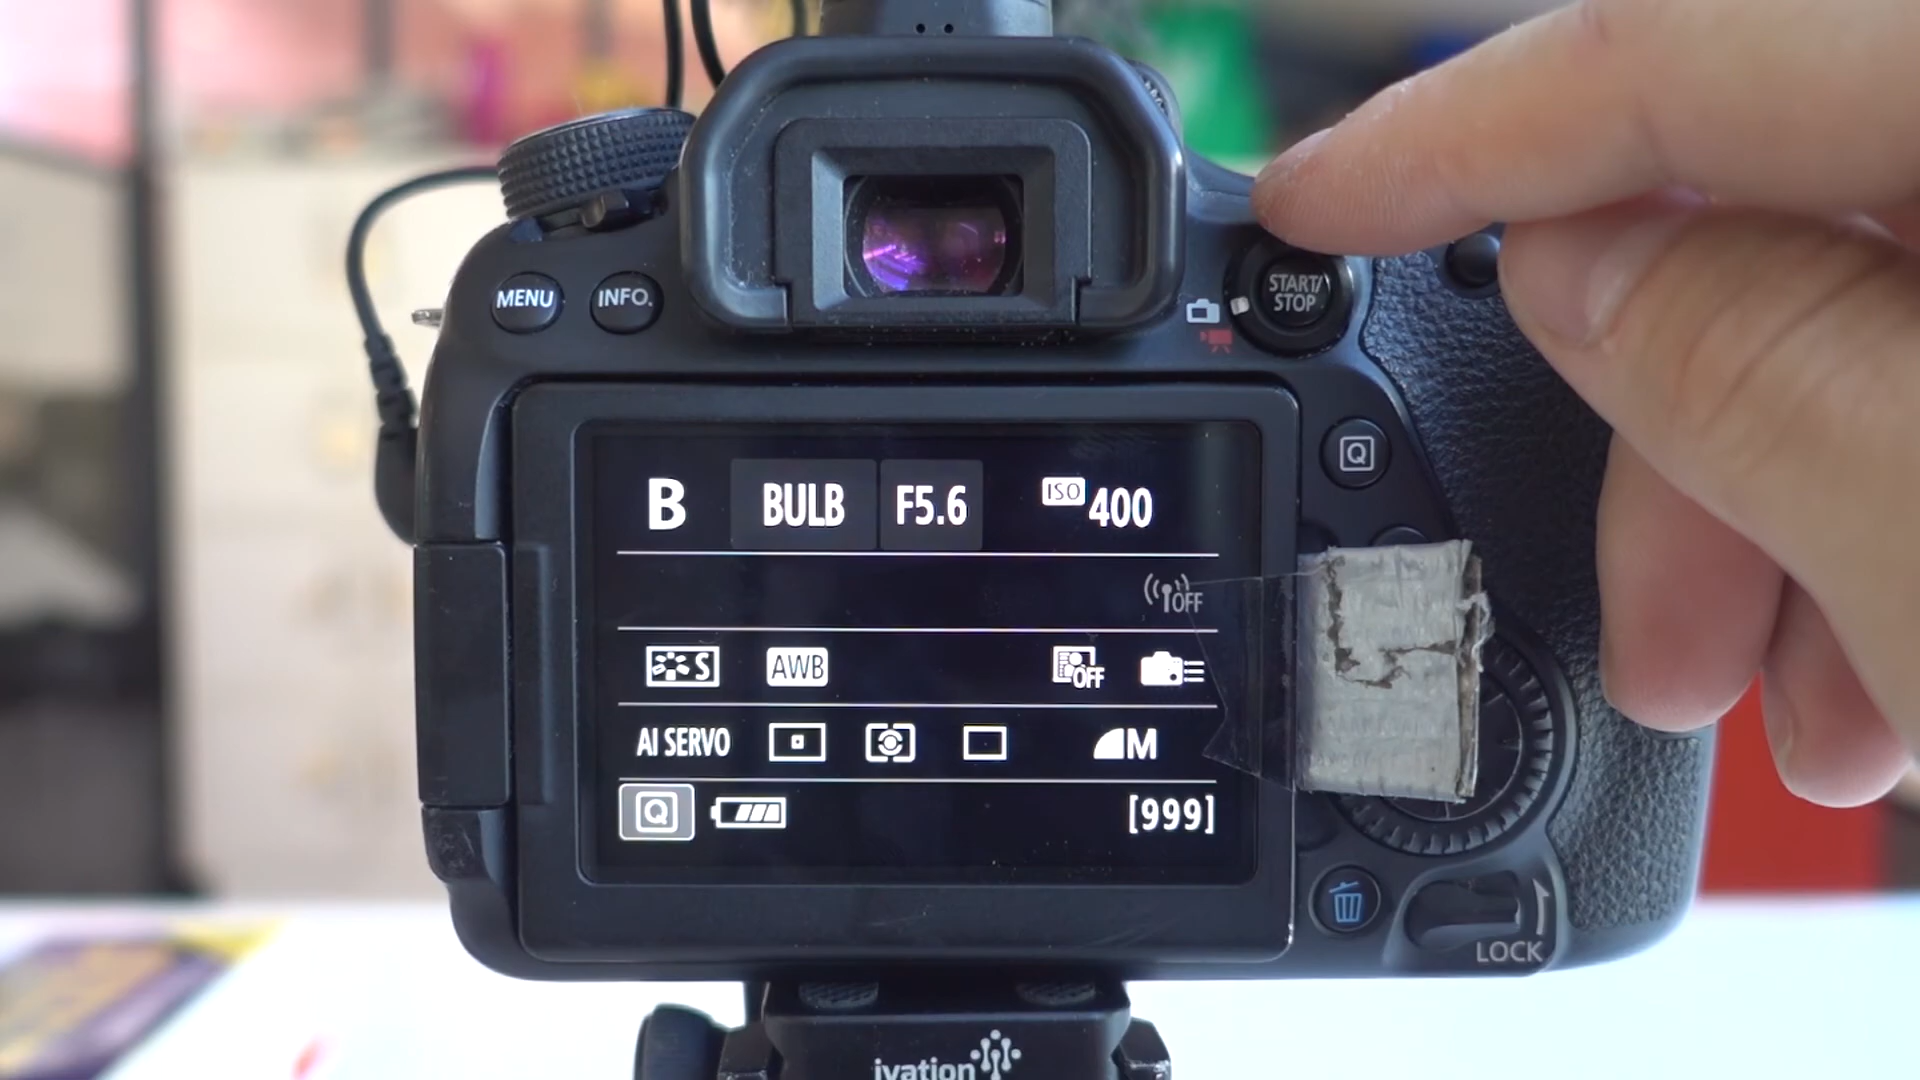 MENU
INFO.
START/
STOP
Q
B
BULB
F5.6
ISO 400
OFF
S
AWB
OFF
AI SERVO
M
Q
[999]
LOCK
ivation